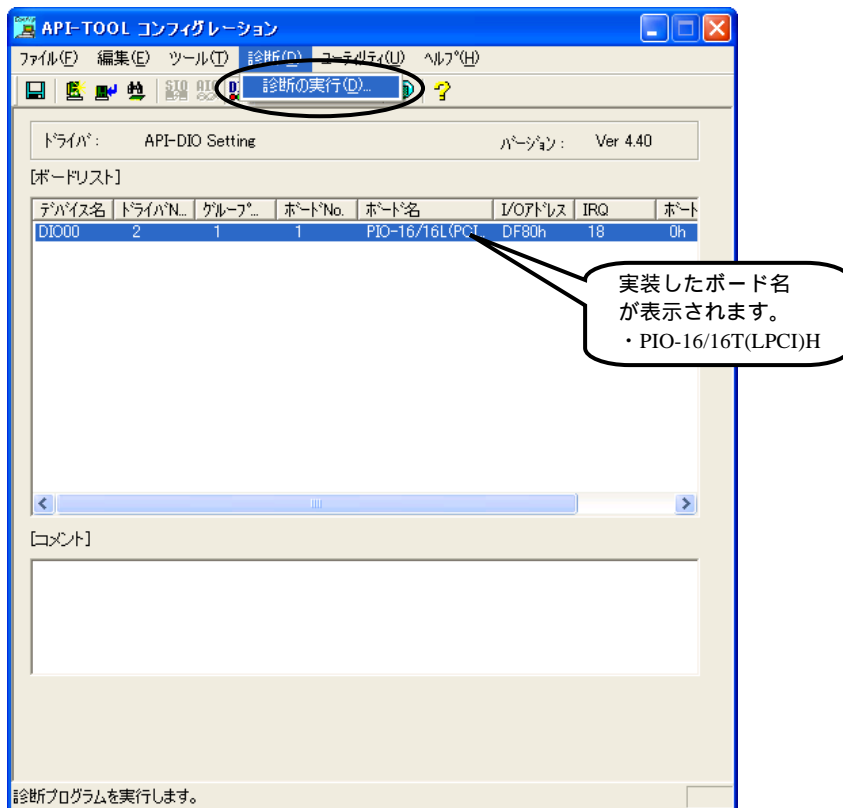 API-TOOL コンフィグレーション
ファイル(F) 編集(E) ツール(T) 診断(D) ユーティリティ(U) ヘルプ(H)
診断の実行(D)...
ドライバ : API-DIO Setting バージョン : Ver 4.40
[ボードリスト]
デバイス名 ドライバN... グループ... ボードNo. ボード名 I/Oアドレス IRQ ボート
DIO00 2 1 1 PIO-16/16L(PCI... DF80h 18 0h
実装したボード名
が表示されます。
・PIO-16/16T(LPCI)H
[コメント]
診断プログラムを実行します。